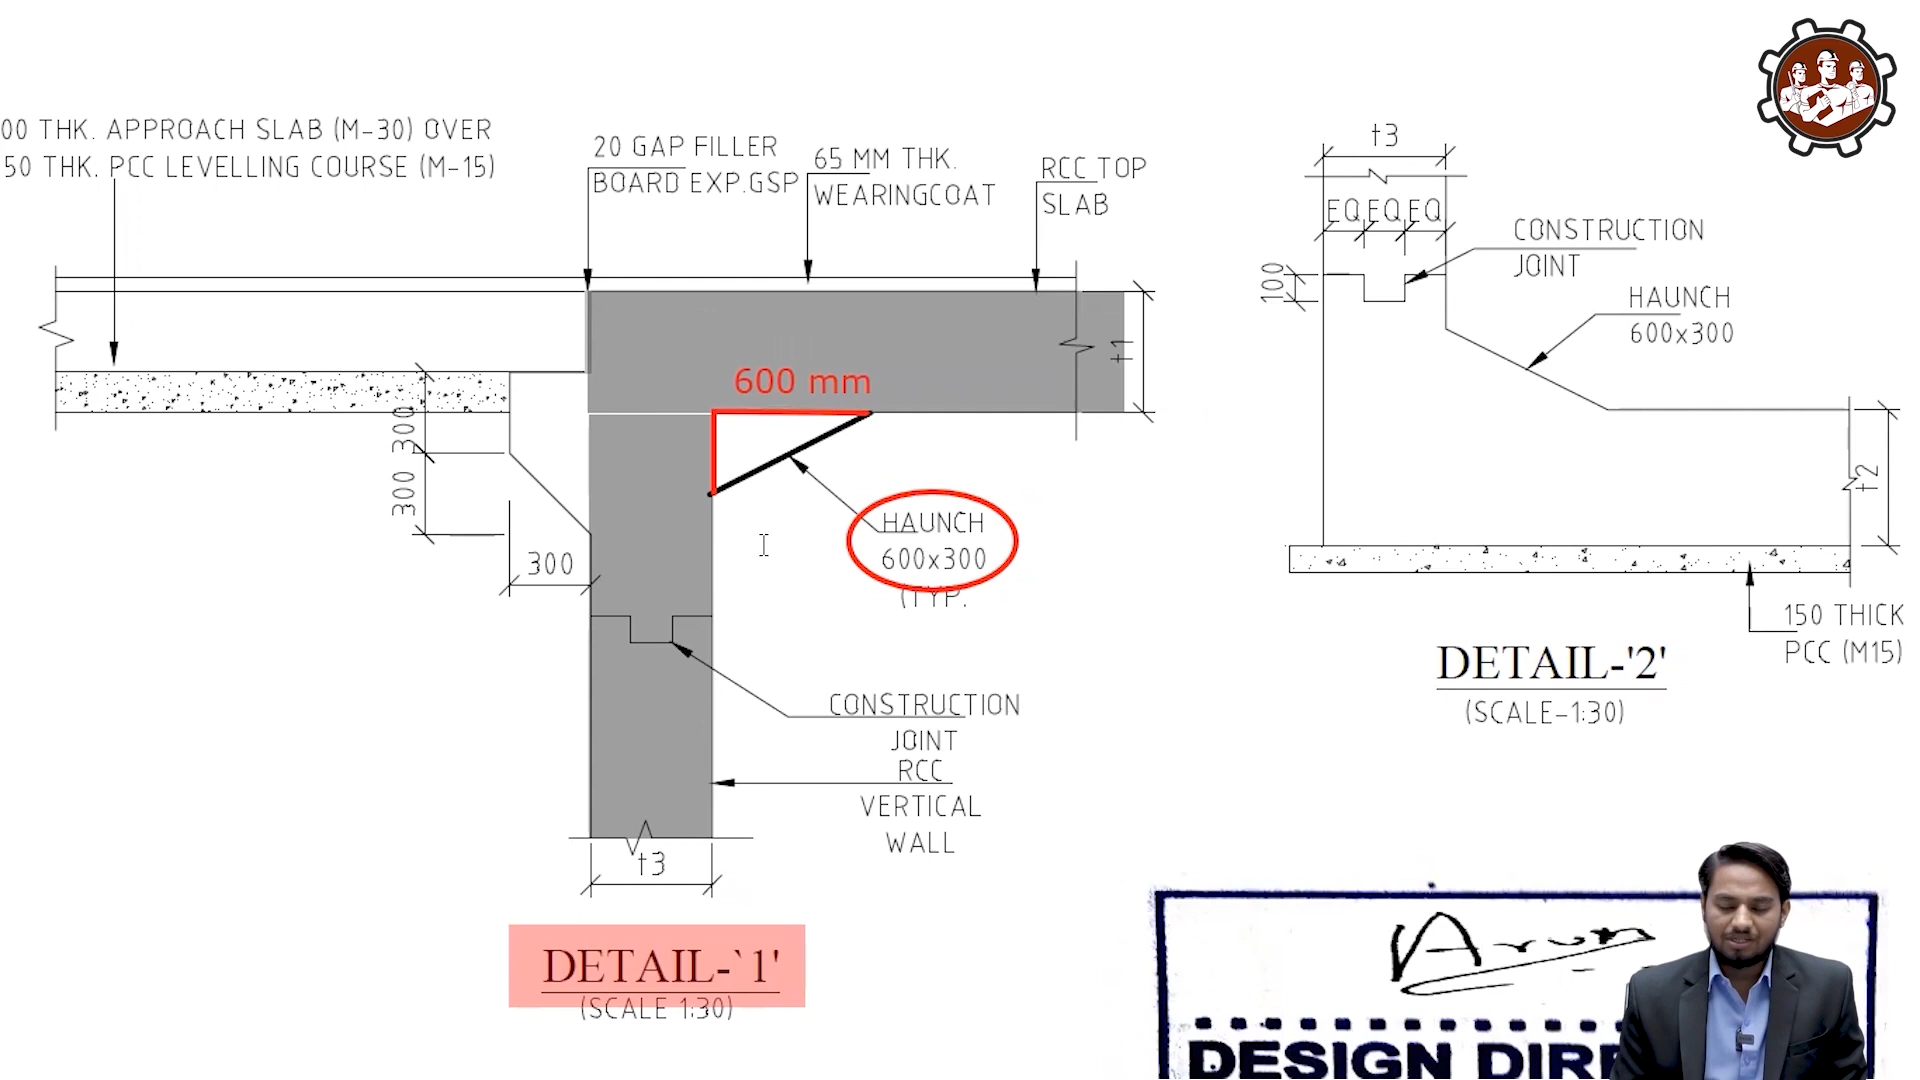 00 THK. APPROACH SLAB (M-30) OVER
50 THK. PCC LEVELLING COURSE (M-15)
20 GAP FILLER
BOARD EXP.GSP
65 MM THK.
WEARINGCOAT
RCC TOP
SLAB
600 mm
t1
300
300
300
HAUNCH
600x300
(TYP.
CONSTRUCTION
JOINT
RCC
VERTICAL
WALL
t3
DETAIL-`1'
(SCALE 1:30)
t3
EQ EQ EQ
100
CONSTRUCTION
JOINT
HAUNCH
600x300
t2
150 THICK
PCC (M15)
DETAIL-'2'
(SCALE-1:30)
Arun
DESIGN DIR